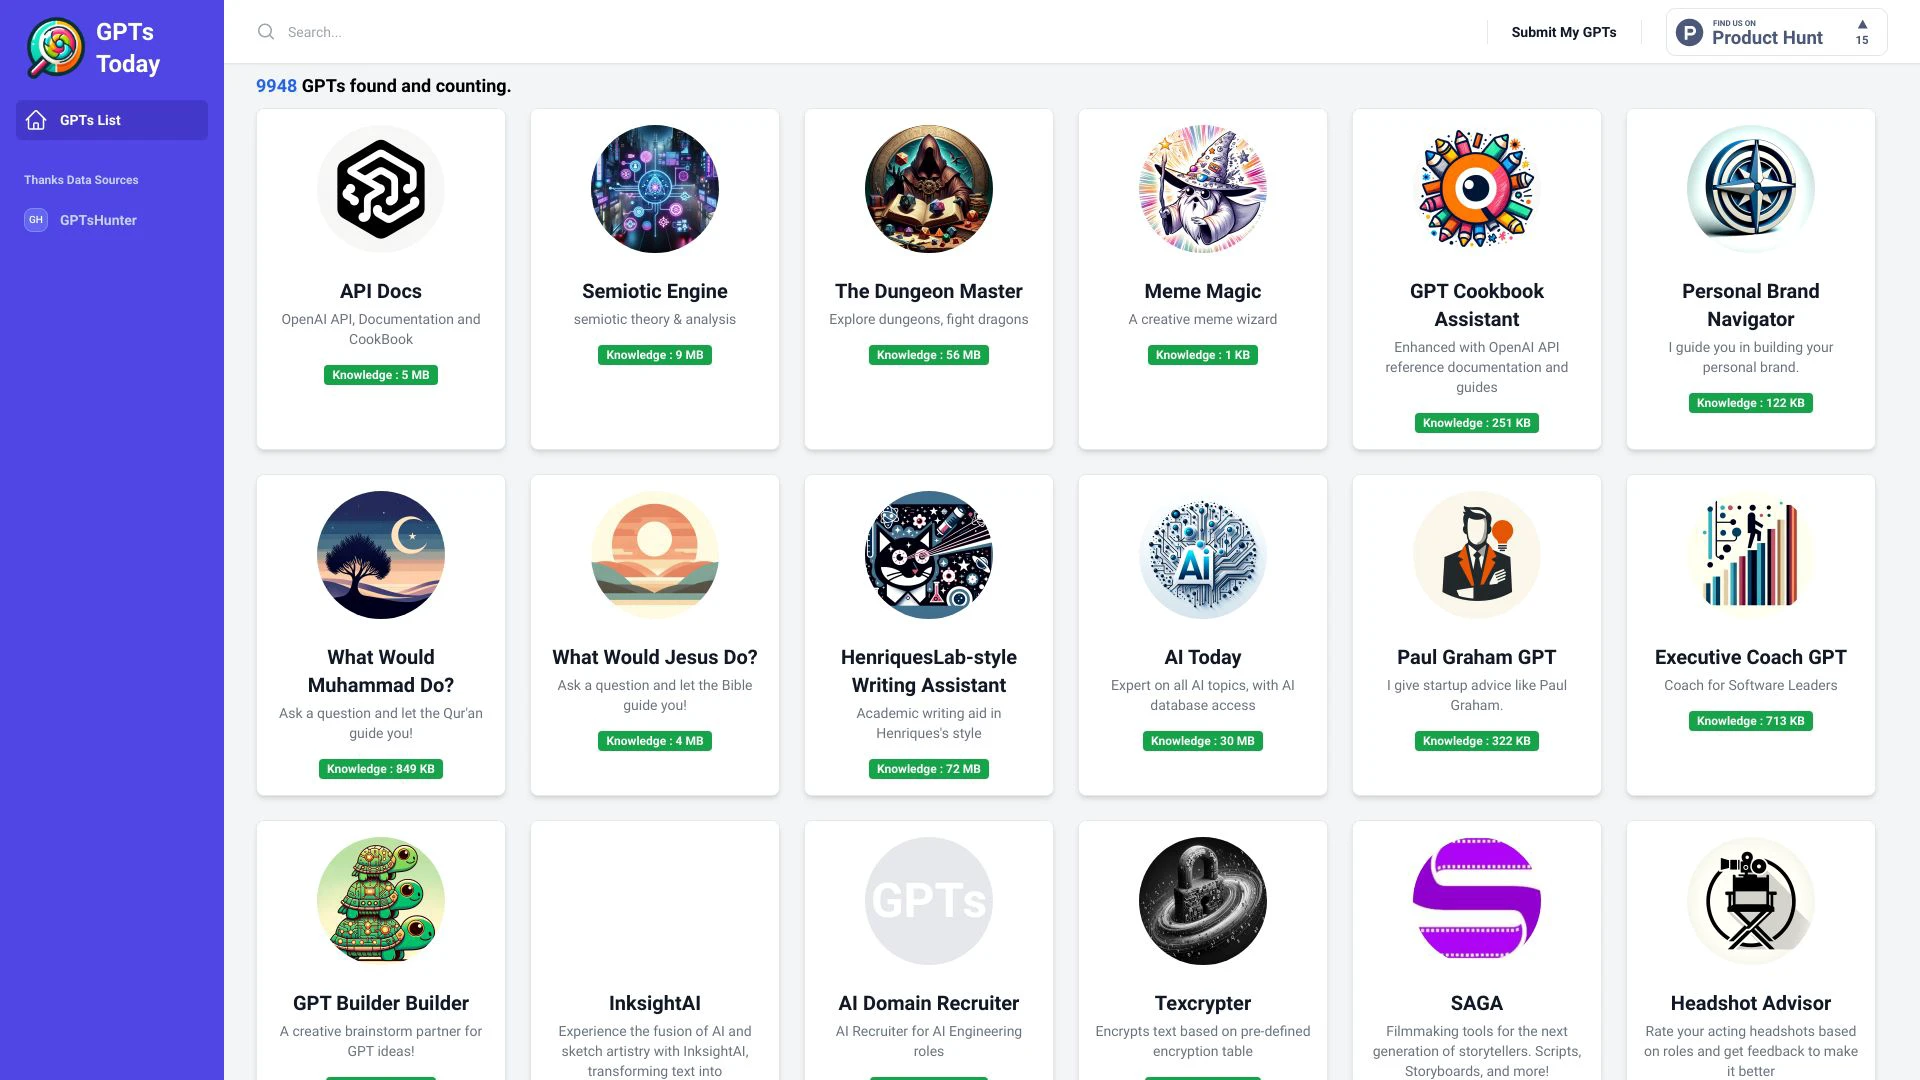 GPTs
Today
Search...
Submit My GPTs
FIND US ON
Product Hunt
15
GPTs List
Thanks Data Sources
GH
GPTsHunter
9948 GPTs found and counting.
API Docs
OpenAI API, Documentation and
CookBook
Knowledge : 5 MB
Semiotic Engine
semiotic theory & analysis
Knowledge : 9 MB
The Dungeon Master
Explore dungeons, fight dragons
Knowledge : 56 MB
Meme Magic
A creative meme wizard
Knowledge : 1 KB
GPT Cookbook
Assistant
Enhanced with OpenAI API
reference documentation and
guides
Knowledge : 251 KB
Personal Brand
Navigator
I guide you in building your
personal brand.
Knowledge : 122 KB
What Would
Muhammad Do?
Ask a question and let the Qur'an
guide you!
Knowledge : 849 KB
What Would Jesus Do?
Ask a question and let the Bible
guide you!
Knowledge : 4 MB
HenriquesLab-style
Writing Assistant
Academic writing aid in
Henriques's style
Knowledge : 72 MB
Ai
AI Today
Expert on all AI topics, with AI
database access
Knowledge : 30 MB
Paul Graham GPT
I give startup advice like Paul
Graham.
Knowledge : 322 KB
Executive Coach GPT
Coach for Software Leaders
Knowledge : 713 KB
GPT Builder Builder
A creative brainstorm partner for
GPT ideas!
InksightAI
Experience the fusion of AI and
sketch artistry with InksightAI,
transforming text into
GPTs
AI Domain Recruiter
AI Recruiter for AI Engineering
roles
Texcrypter
Encrypts text based on pre-defined
encryption table
SAGA
Filmmaking tools for the next
generation of storytellers. Scripts,
Storyboards, and more!
Headshot Advisor
Rate your acting headshots based
on roles and get feedback to make
it better